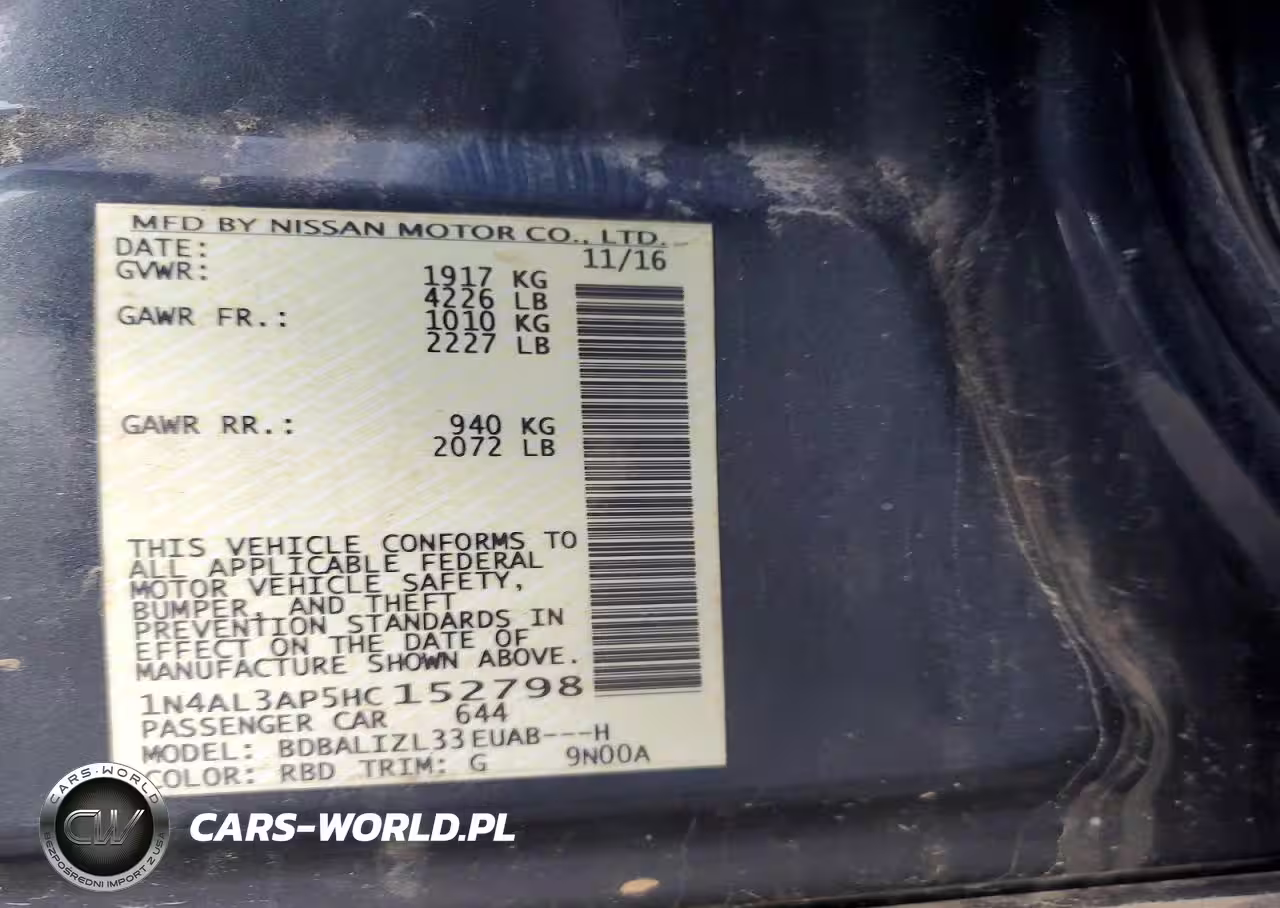 MFD BY NISSAN MOTOR CO., LTD.
DATE: 11/16
GVWR: 1917 KG
4226 LB
GAWR FR.: 1010 KG
2227 LB
GAWR RR.: 940 KG
2072 LB
THIS VEHICLE CONFORMS TO
ALL APPLICABLE FEDERAL
MOTOR VEHICLE SAFETY,
BUMPER, AND THEFT
PREVENTION STANDARDS IN
EFFECT ON THE DATE OF
MANUFACTURE SHOWN ABOVE.
1N4AL3AP5HC152798
PASSENGER CAR 644
MODEL: BDBALIZL33EUAB---H
COLOR: RBD TRIM: G 9N00A
CARS-WORLD
CW
BEZPOŚREDNI IMPORT Z USA
CARS-WORLD.PL